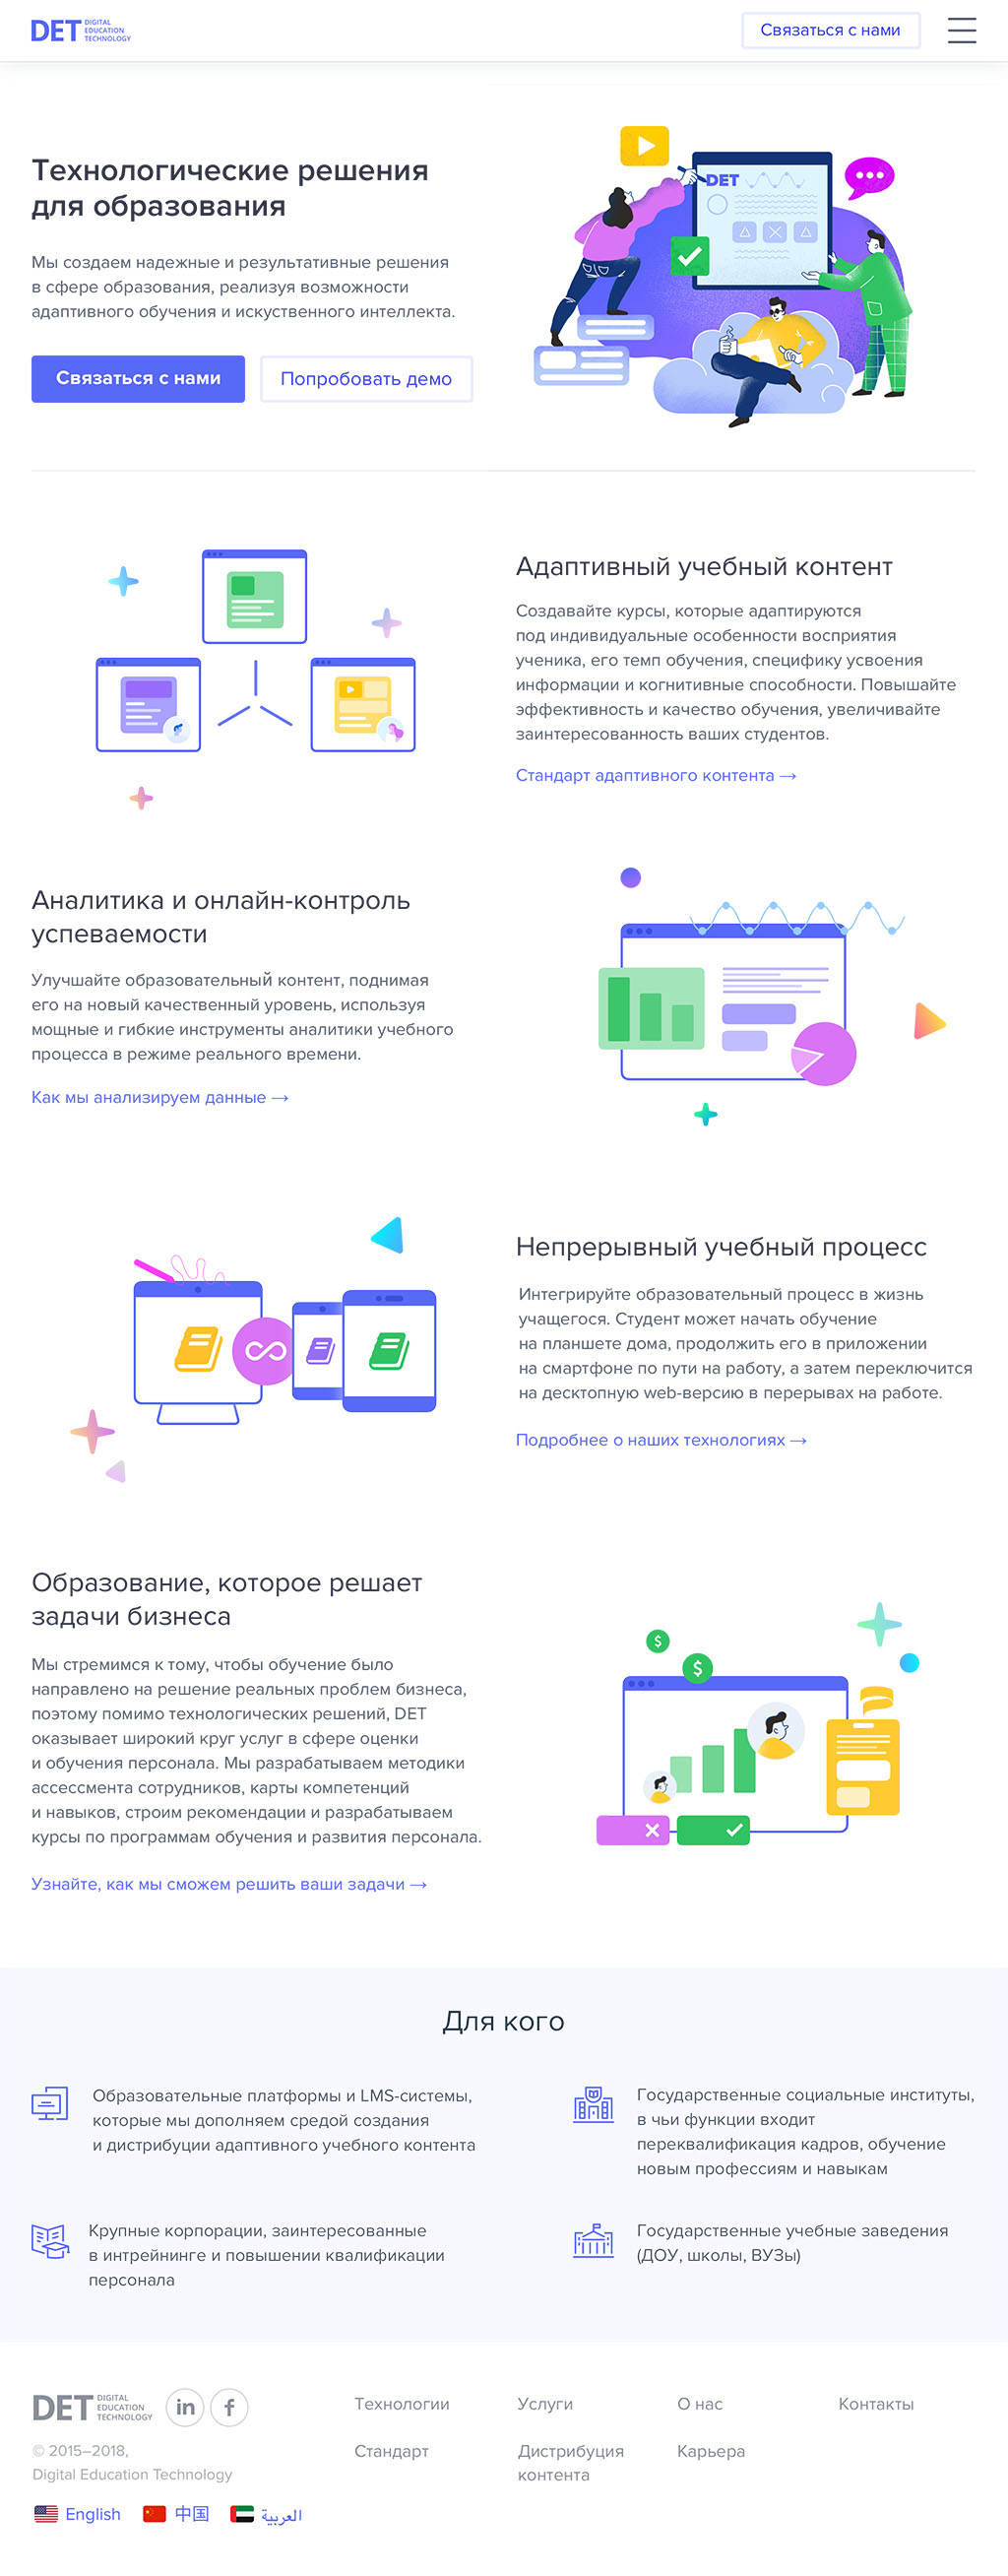 DET DIGITAL
EDUCATION
TECHNOLOGY
Связаться с нами
Технологические решения
для образования
Мы создаем надежные и результативные решения
в сфере образования, реализуя возможности
адаптивного обучения и искуственного интеллекта.
Связаться с нами
Попробовать демо
DET
Адаптивный учебный контент
Создавайте курсы, которые адаптируются
под индивидуальные особенности восприятия
ученика, его темп обучения, специфику усвоения
информации и когнитивные способности. Повышайте
эффективность и качество обучения, увеличивайте
заинтересованность ваших студентов.
Стандарт адаптивного контента →
Аналитика и онлайн-контроль
успеваемости
Улучшайте образовательный контент, поднимая
его на новый качественный уровень, используя
мощные и гибкие инструменты аналитики учебного
процесса в режиме реального времени.
Как мы анализируем данные →
Непрерывный учебный процесс
Интегрируйте образовательный процесс в жизнь
учащегося. Студент может начать обучение
на планшете дома, продолжить его в приложении
на смартфоне по пути на работу, а затем переключится
на десктопную web-версию в перерывах на работе.
Подробнее о наших технологиях →
Образование, которое решает
задачи бизнеса
Мы стремимся к тому, чтобы обучение было
направлено на решение реальных проблем бизнеса,
поэтому помимо технологических решений, DET
оказывает широкий круг услуг в сфере оценки
и обучения персонала. Мы разрабатываем методики
ассессмента сотрудников, карты компетенций
и навыков, строим рекомендации и разрабатываем
курсы по программам обучения и развития персонала.
Узнайте, как мы сможем решить ваши задачи →
$
$
Для кого
Образовательные платформы и LMS-системы,
которые мы дополняем средой создания
и дистрибуции адаптивного учебного контента
Государственные социальные институты,
в чьи функции входит
переквалификация кадров, обучение
новым профессиям и навыкам
Крупные корпорации, заинтересованные
в интрейнинге и повышении квалификации
персонала
Государственные учебные заведения
(ДОУ, школы, ВУЗы)
DET DIGITAL
EDUCATION
TECHNOLOGY
in f
© 2015–2018,
Digital Education Technology
English 中国 العربية
Технологии Услуги О нас Контакты
Стандарт Дистрибуция Карьера
контента